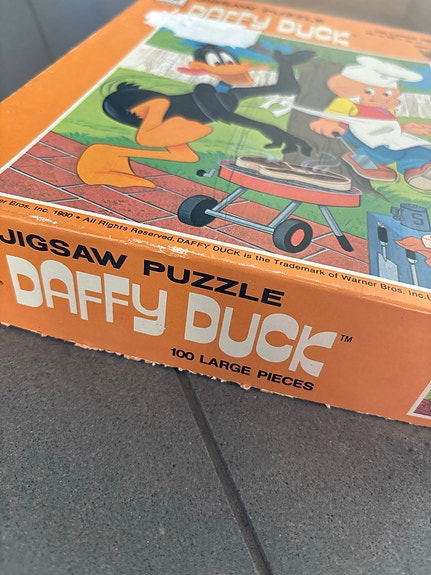 DAFFY DUCK
er Bros. Inc. 1980 • All Rights Reserved. DAFFY DUCK is the Trademark of Warner Bros. Inc.
JIGSAW PUZZLE
DAFFY DUCK™
100 LARGE PIECES